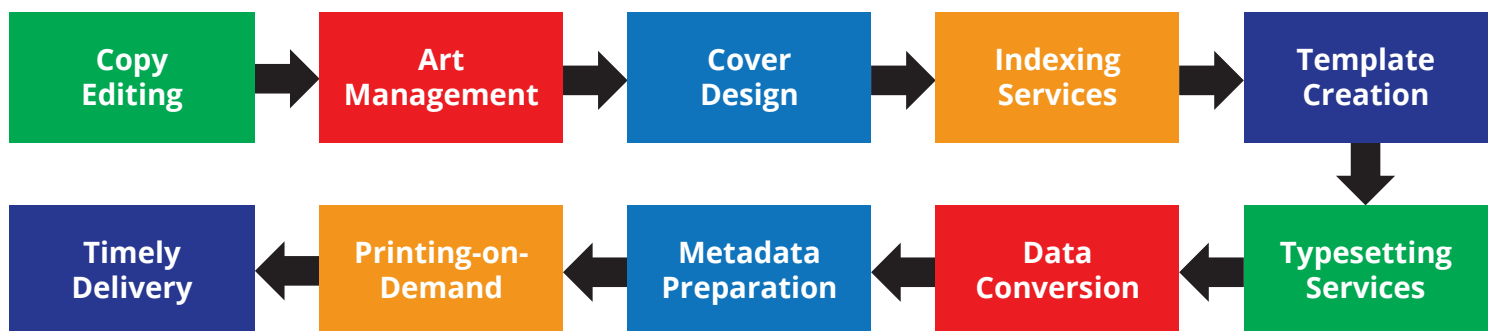 Copy
Editing
Art
Management
Cover
Design
Indexing
Services
Template
Creation
Typesetting
Services
Data
Conversion
Metadada
Preparation
Printing-on-
Demand
Timely
Delivery